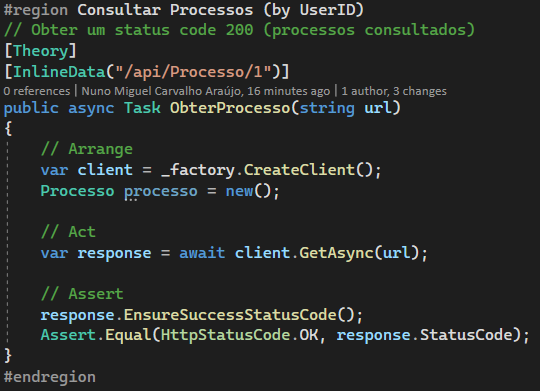 #region Consultar Processos (by UserID)
// Obter um status code 200 (processos consultados)
[Theory]
[InlineData("/api/Processo/1")]
0 references | Nuno Miguel Carvalho Araújo, 16 minutes ago | 1 author, 3 changes
public async Task ObterProcesso(string url)
{
    // Arrange
    var client = _factory.CreateClient();
    Processo processo = new();

    // Act
    var response = await client.GetAsync(url);

    // Assert
    response.EnsureSuccessStatusCode();
    Assert.Equal(HttpStatusCode.OK, response.StatusCode);
}
#endregion